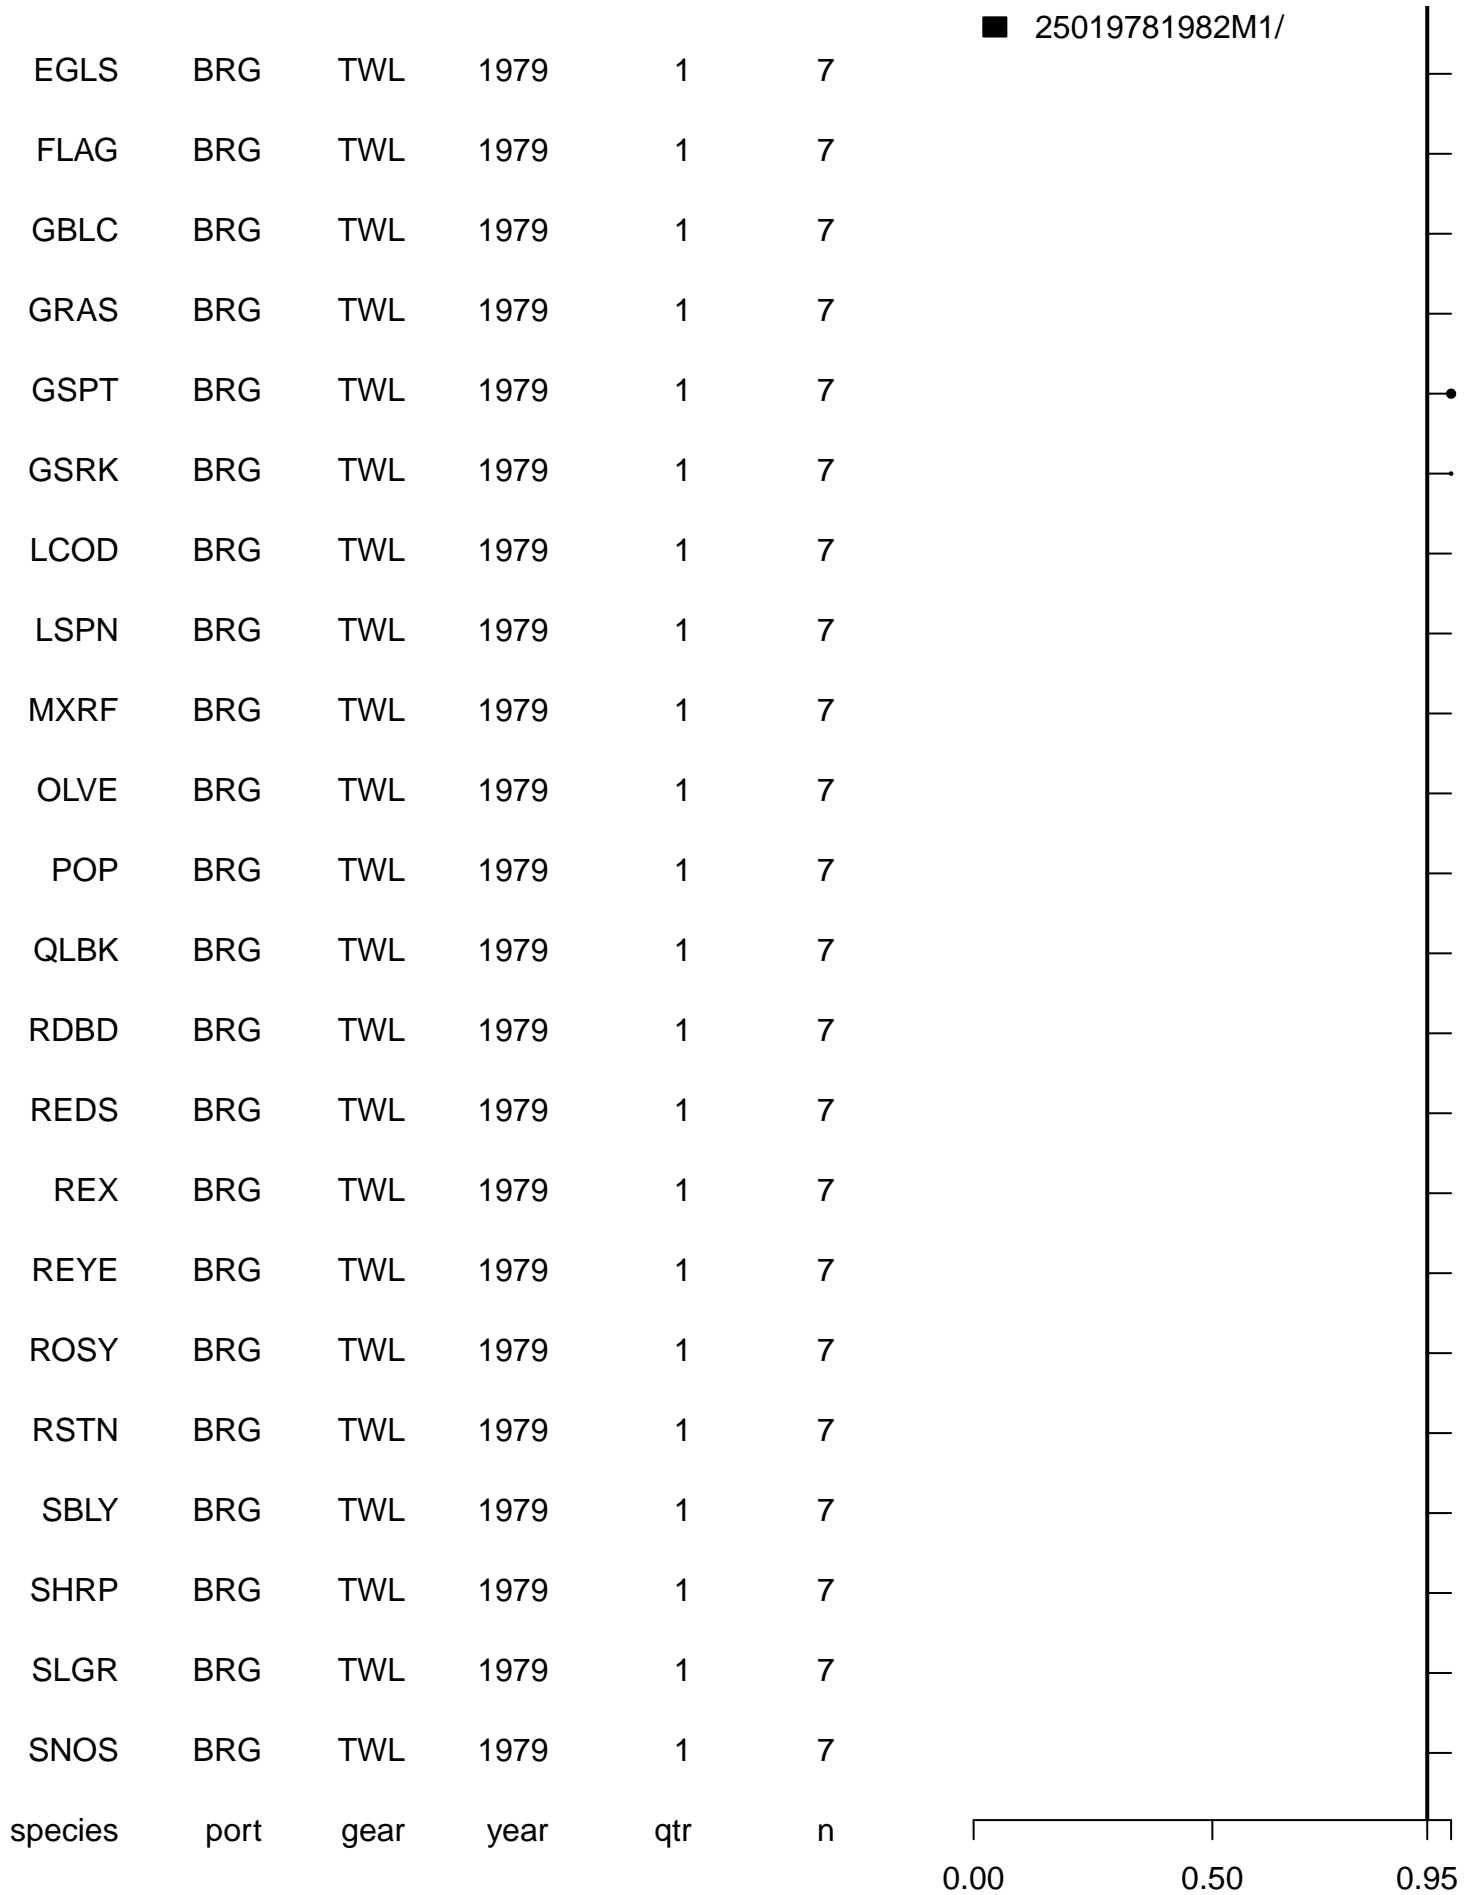 25019781982M1/
EGLS BRG TWL 1979 1 7
FLAG BRG TWL 1979 1 7
GBLC BRG TWL 1979 1 7
GRAS BRG TWL 1979 1 7
GSPT BRG TWL 1979 1 7
GSRK BRG TWL 1979 1 7
LCOD BRG TWL 1979 1 7
LSPN BRG TWL 1979 1 7
MXRF BRG TWL 1979 1 7
OLVE BRG TWL 1979 1 7
POP BRG TWL 1979 1 7
QLBK BRG TWL 1979 1 7
RDBD BRG TWL 1979 1 7
REDS BRG TWL 1979 1 7
REX BRG TWL 1979 1 7
REYE BRG TWL 1979 1 7
ROSY BRG TWL 1979 1 7
RSTN BRG TWL 1979 1 7
SBLY BRG TWL 1979 1 7
SHRP BRG TWL 1979 1 7
SLGR BRG TWL 1979 1 7
SNOS BRG TWL 1979 1 7
species port gear year qtr n
0.00 0.50 0.95